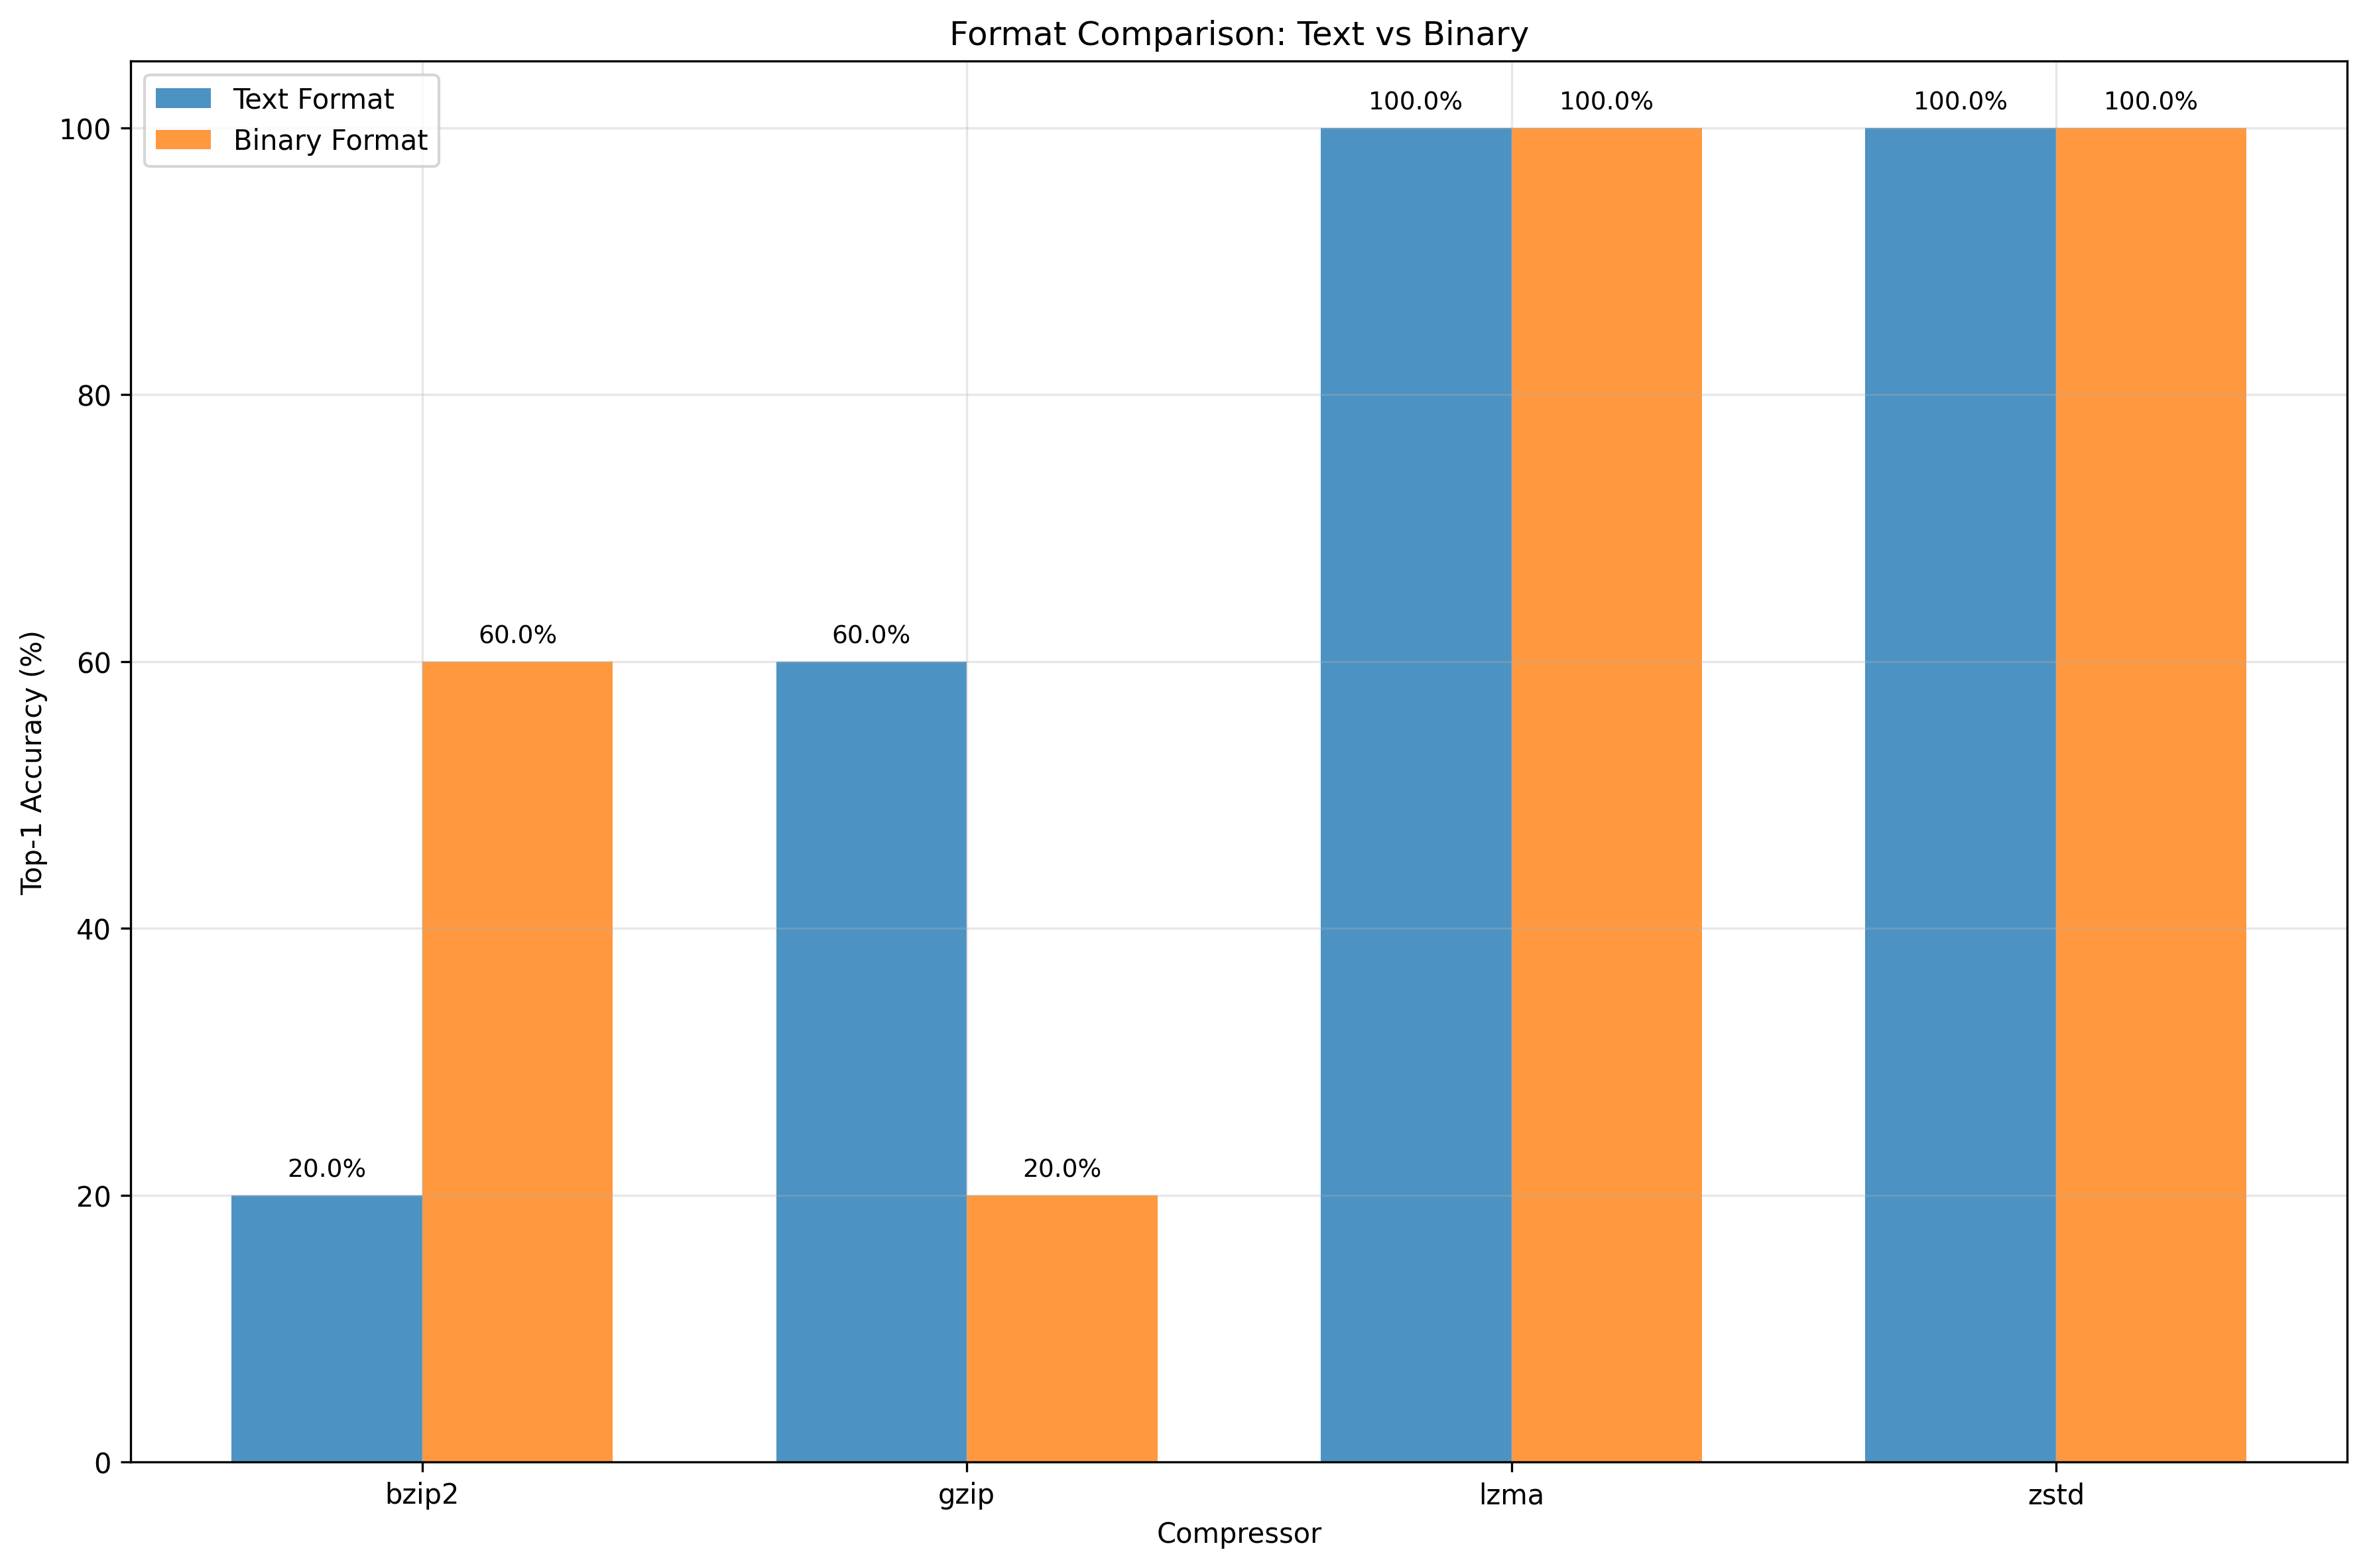 Format Comparison: Text vs Binary
Text Format
Binary Format
100.0%
100.0%
100.0%
100.0%
60.0%
60.0%
20.0%
20.0%
100
80
60
40
20
0
Top-1 Accuracy (%)
bzip2
gzip
lzma
zstd
Compressor